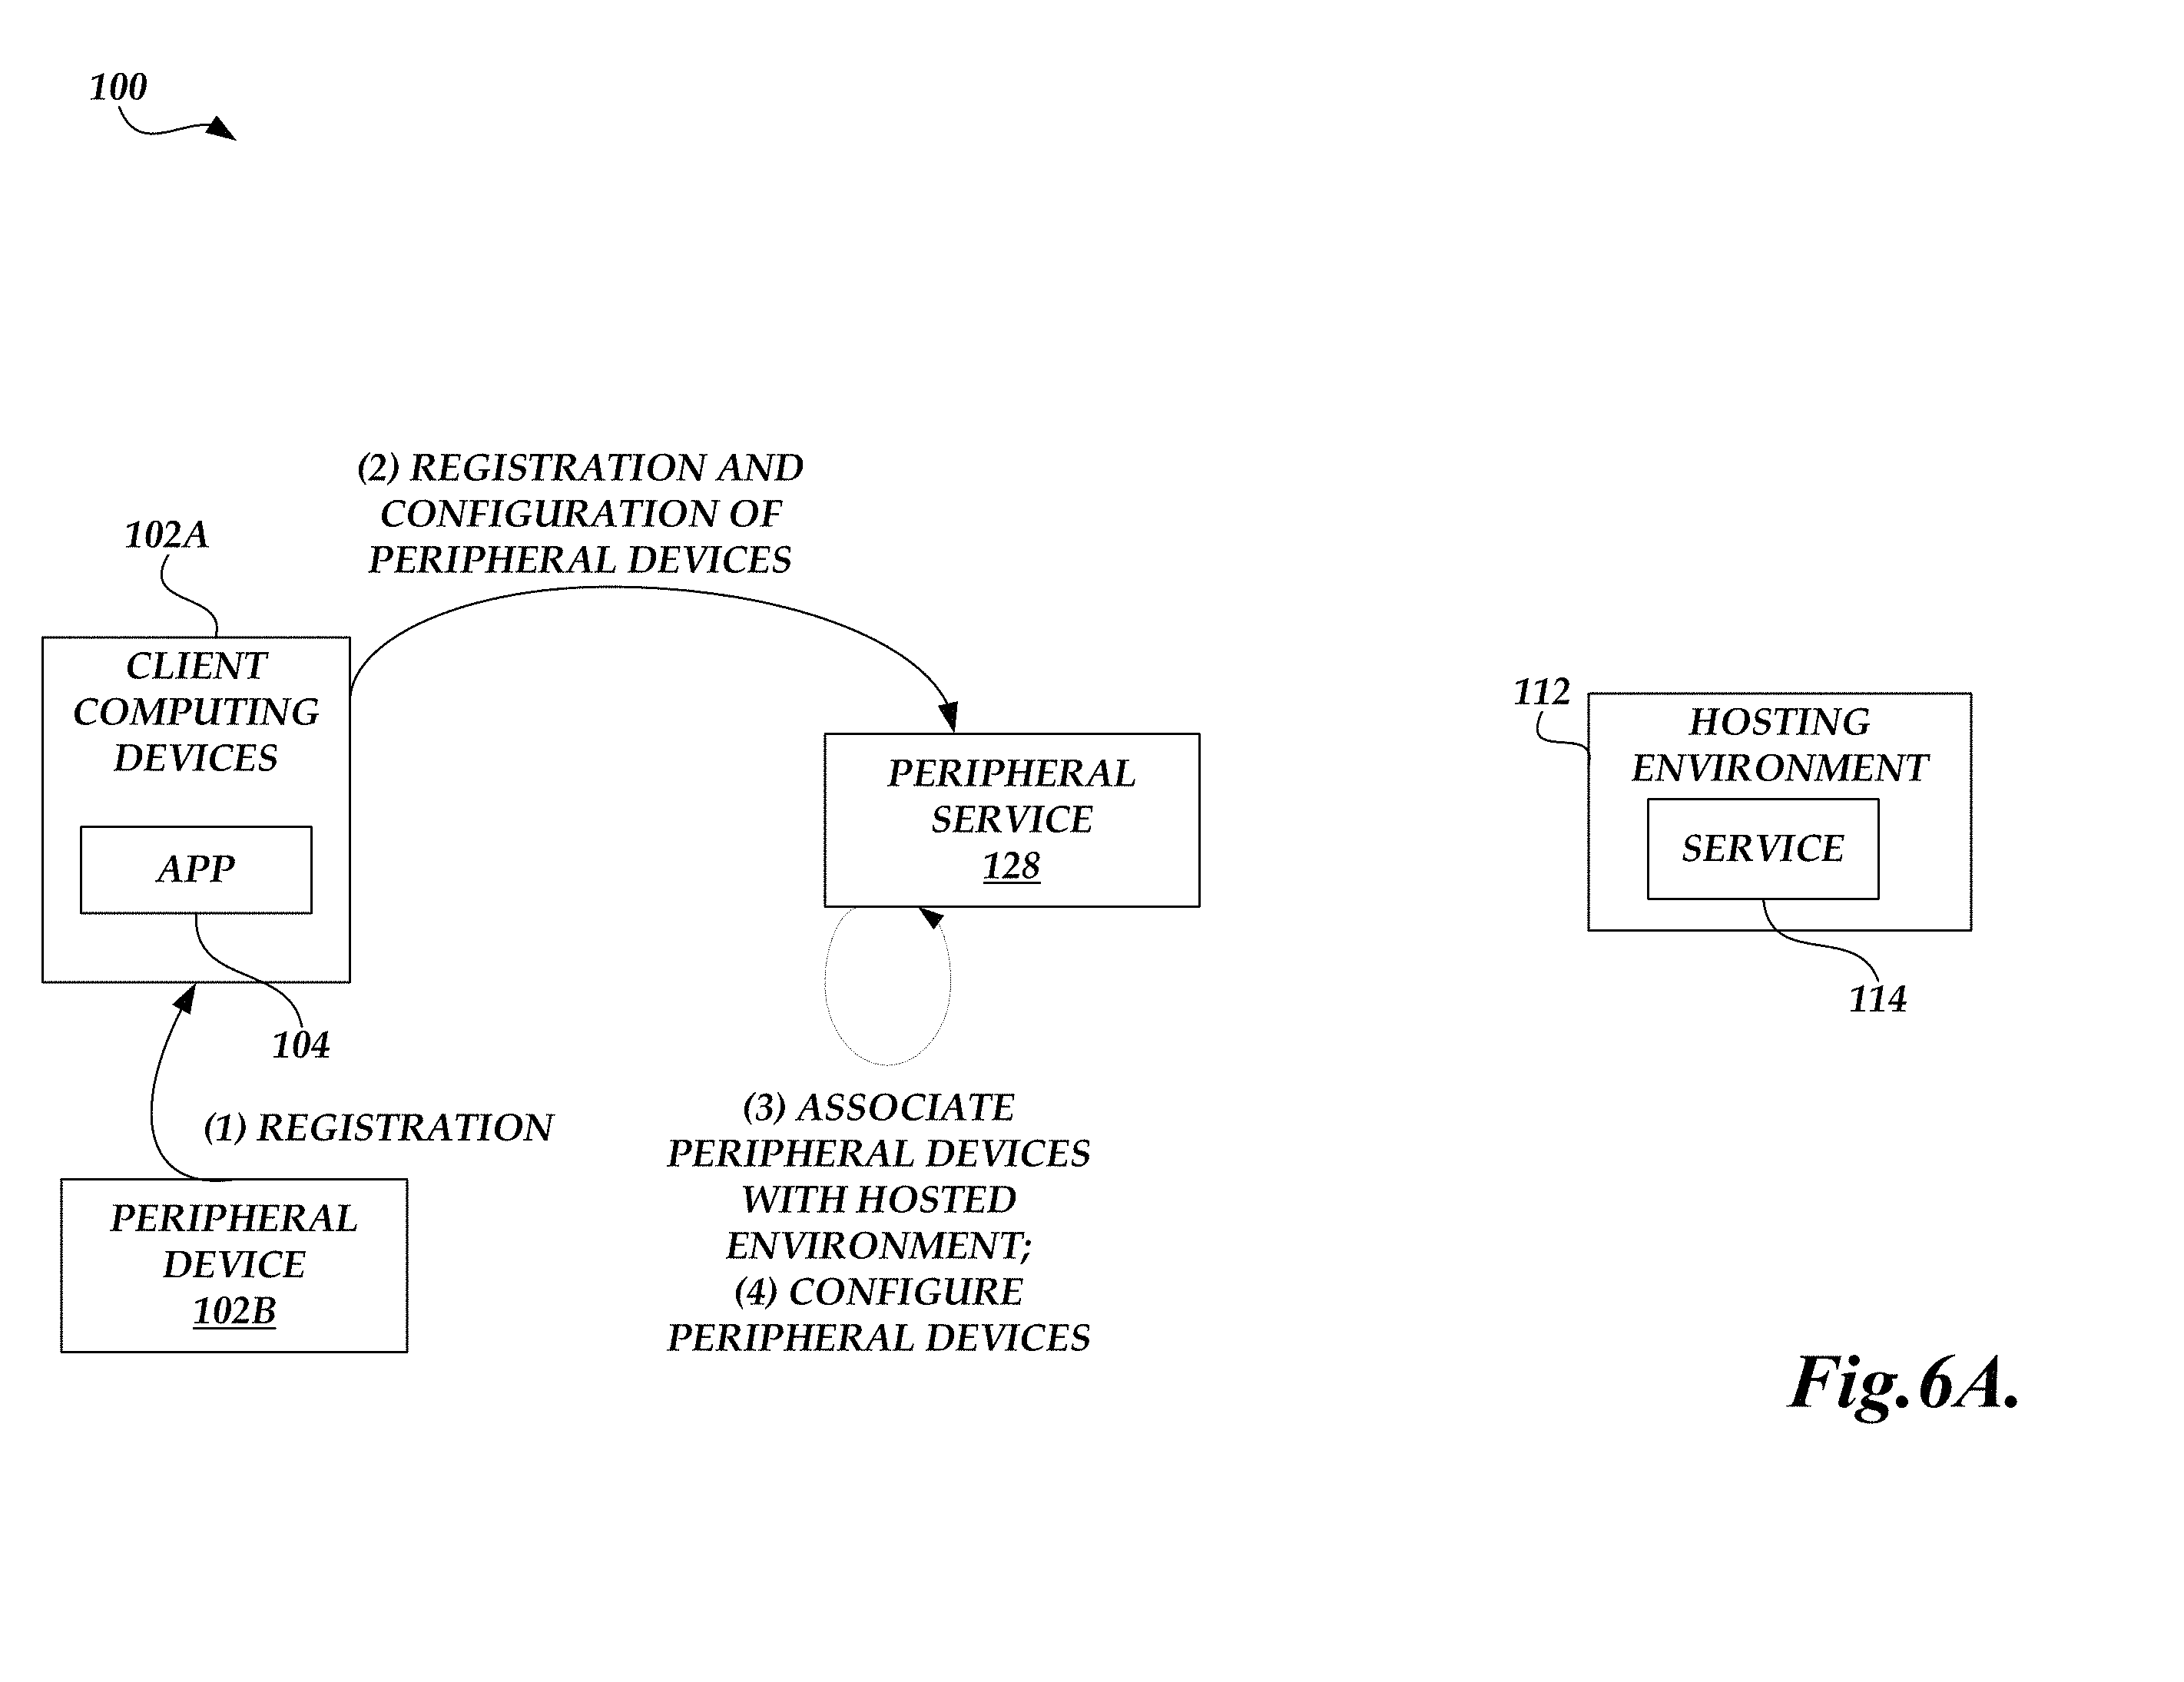 100
(2) REGISTRATION AND
CONFIGURATION OF
PERIPHERAL DEVICES
102A
CLIENT
COMPUTING
DEVICES
APP
104
(1) REGISTRATION
PERIPHERAL
DEVICE
102B
PERIPHERAL
SERVICE
128
(3) ASSOCIATE
PERIPHERAL DEVICES
WITH HOSTED
ENVIRONMENT;
(4) CONFIGURE
PERIPHERAL DEVICES
112
HOSTING
ENVIRONMENT
SERVICE
114
Fig.6A.